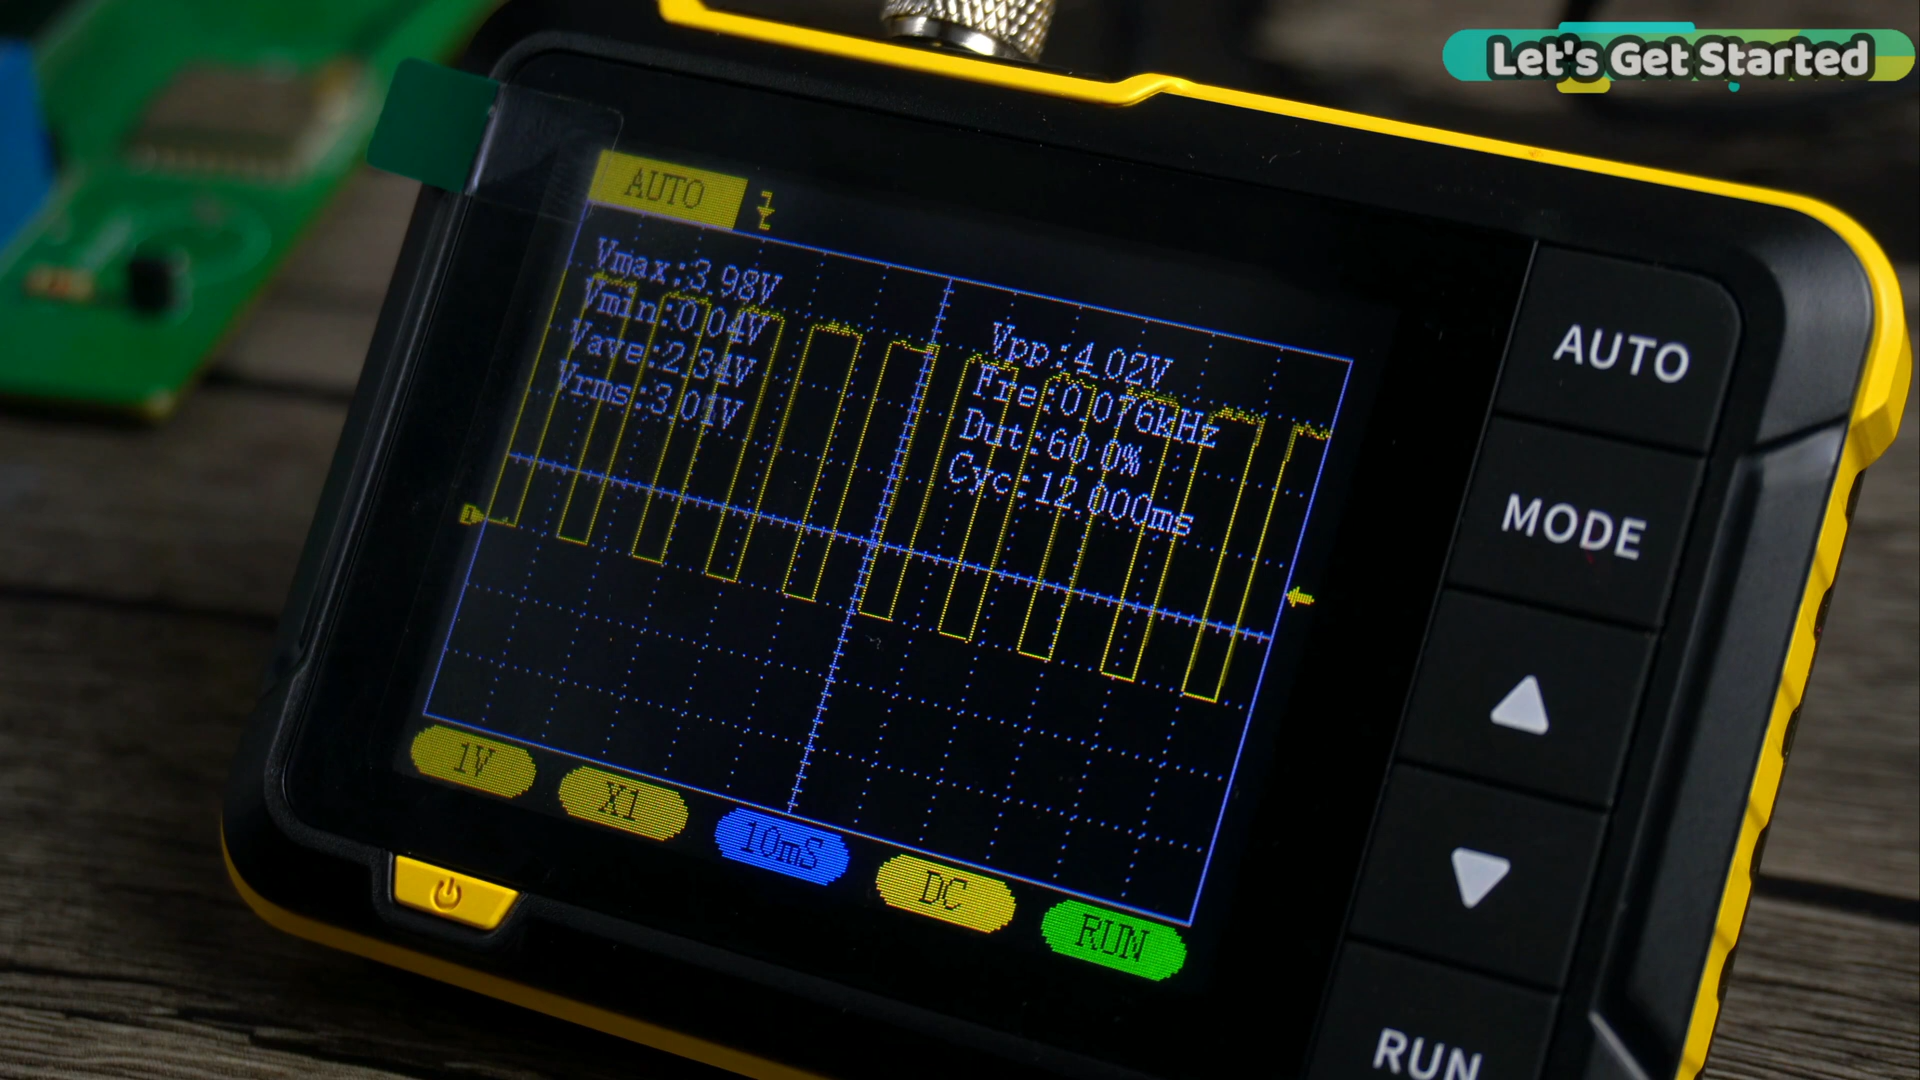 Let's Get Started
AUTO
Vmax:3.98V
Vmin:0.04V
Vave:2.34V
Vrms:3.01V
Vpp:4.02V
Fre:0.076kHz
Dut:60.0%
Cyc:12.000ms
1
1V
X1
10mS
DC
RUN
AUTO
MODE
RUN